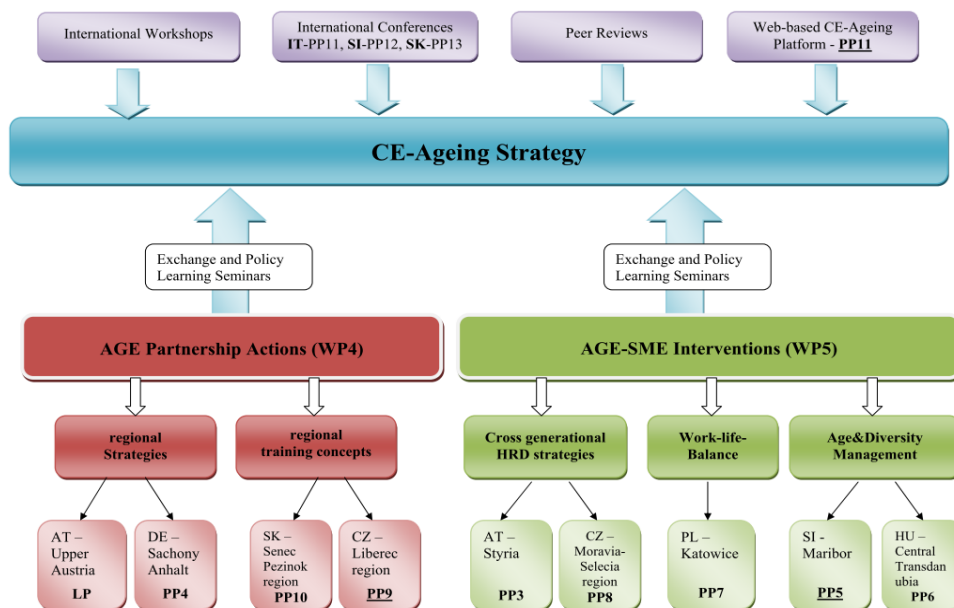 International Workshops
International Conferences
IT-PP11, SI-PP12, SK-PP13
Peer Reviews
Web-based CE-Ageing
Platform - PP11
CE-Ageing Strategy
Exchange and Policy
Learning Seminars
Exchange and Policy
Learning Seminars
AGE Partnership Actions (WP4)
AGE-SME Interventions (WP5)
regional
Strategies
regional
training concepts
Cross generational
HRD strategies
Work-life-
Balance
Age&Diversity
Management
AT –
Upper
Austria
LP
DE –
Sachony
Anhalt
PP4
SK –
Senec
Pezinok
region
PP10
CZ –
Liberec
region
PP9
AT –
Styria
PP3
CZ –
Moravia-
Selecia
region
PP8
PL –
Katowice
PP7
SI -
Maribor
PP5
HU –
Central
Transdan
ubia
PP6